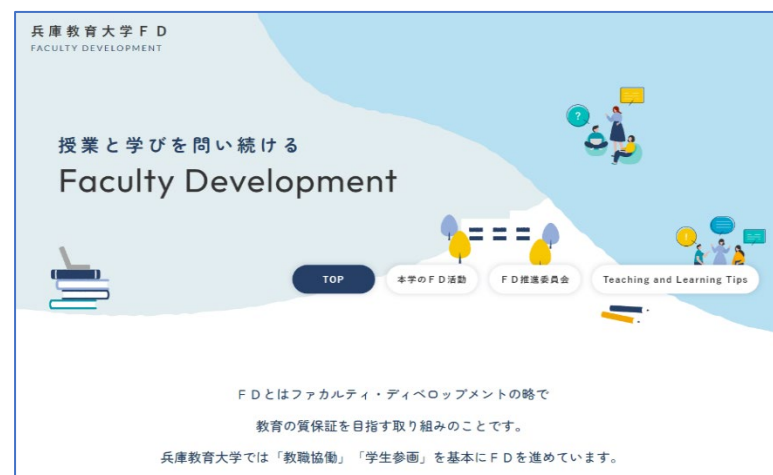 兵庫教育大学ＦＤ
FACULTY DEVELOPMENT
授業と学びを問い続ける
Faculty Development
TOP
本学のＦＤ活動
ＦＤ推進委員会
Teaching and Learning Tips
ＦＤとはファカルティ・ディベロップメントの略で
教育の質保証を目指す取り組みのことです。
兵庫教育大学では「教職協働」「学生参画」を基本にＦＤを進めています。